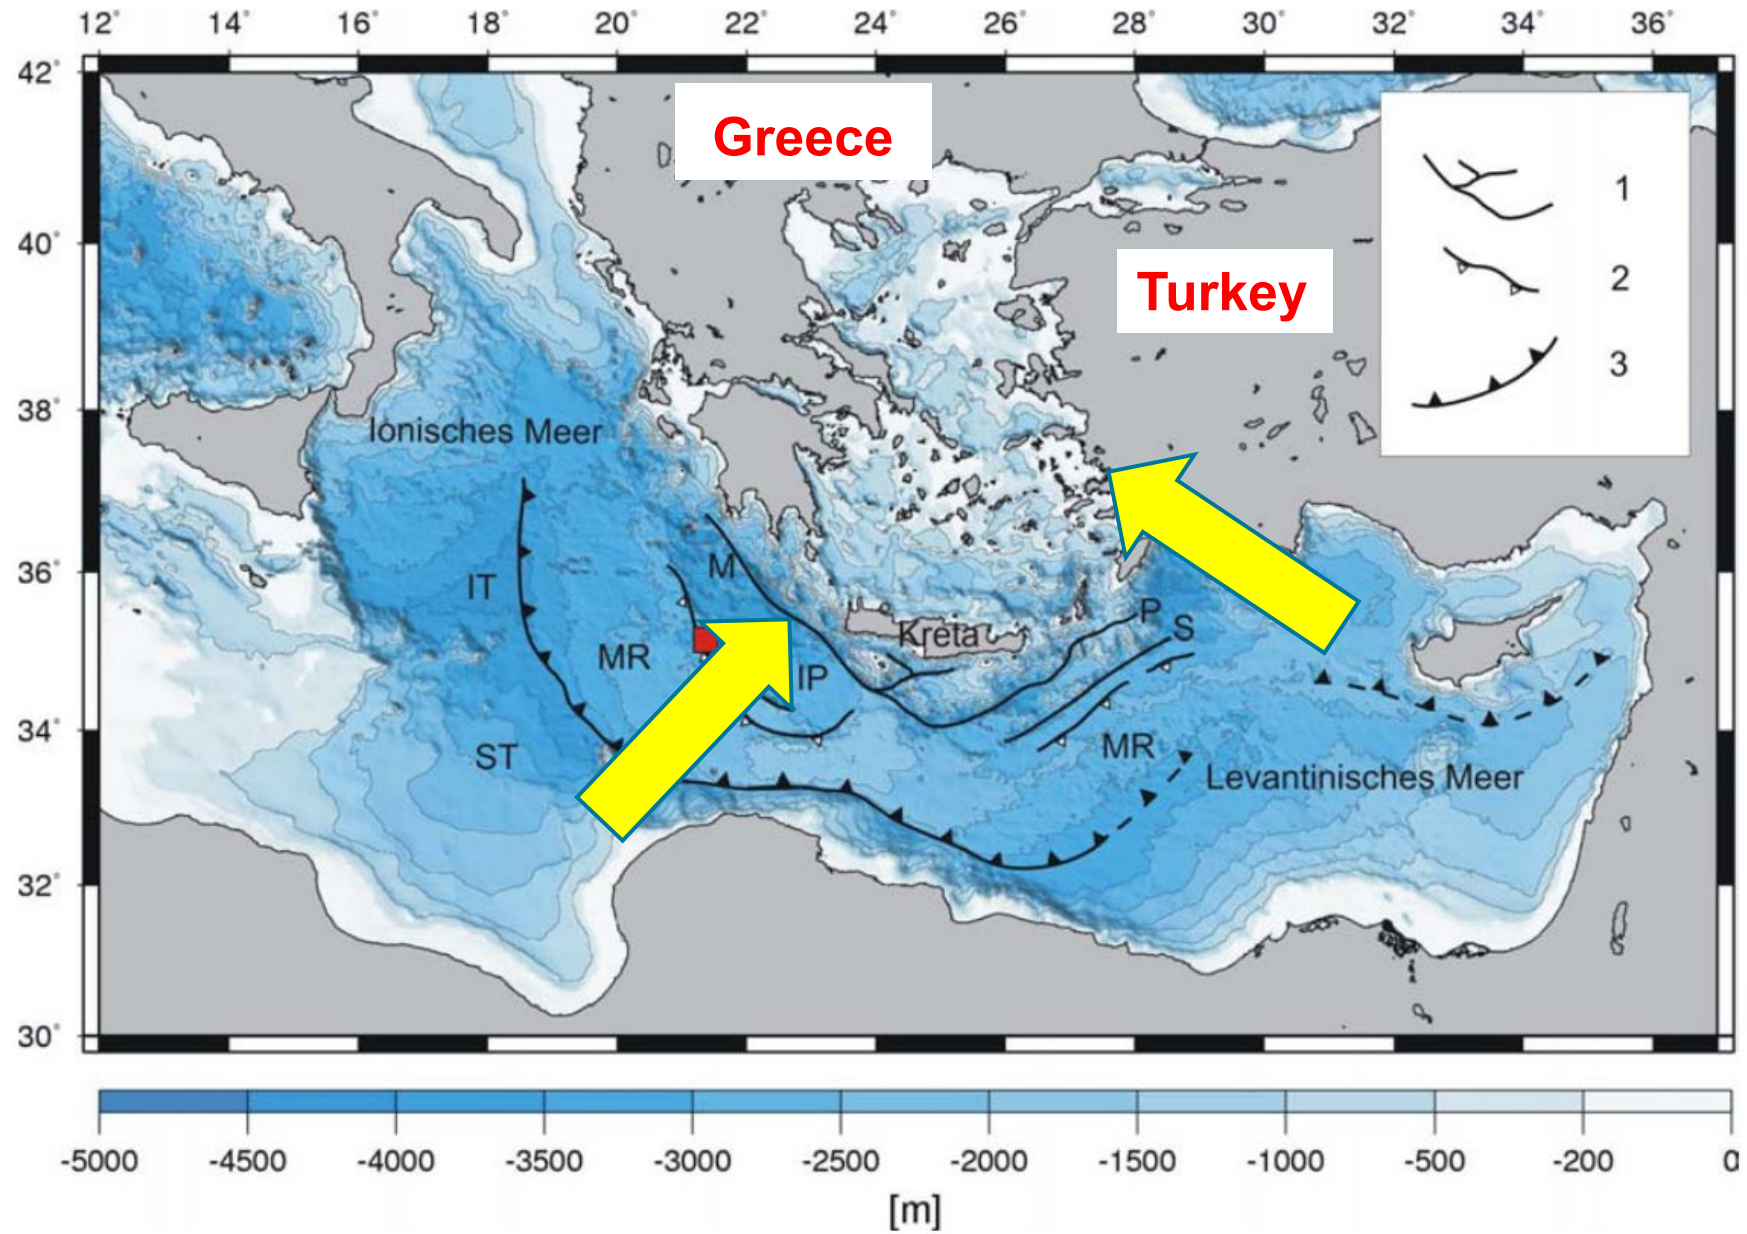 12° 14° 16° 18° 20° 22° 24° 26° 28° 30° 32° 34° 36°
42°
40°
38°
36°
34°
32°
30°
Greece
Turkey
1
2
3
Ionisches Meer
M
IT
P
S
Kreta
MR
IP
MR
ST
Levantinisches Meer
-5000 -4500 -4000 -3500 -3000 -2500 -2000 -1500 -1000 -500 -200 0
[m]